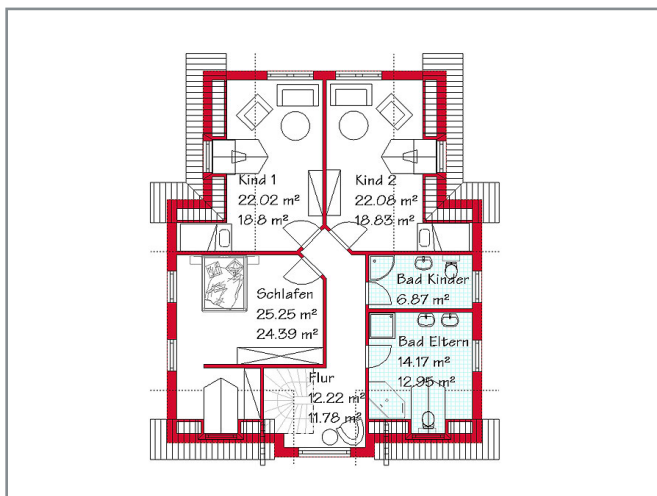 Kind 1
22.02 m²
18.8 m²
Kind 2
22.08 m²
18.83 m²
Schlafen
25.25 m²
24.39 m²
Bad Kinder
6.87 m²
Bad Eltern
14.17 m²
12.95 m²
Flur
12.22 m²
11.78 m²